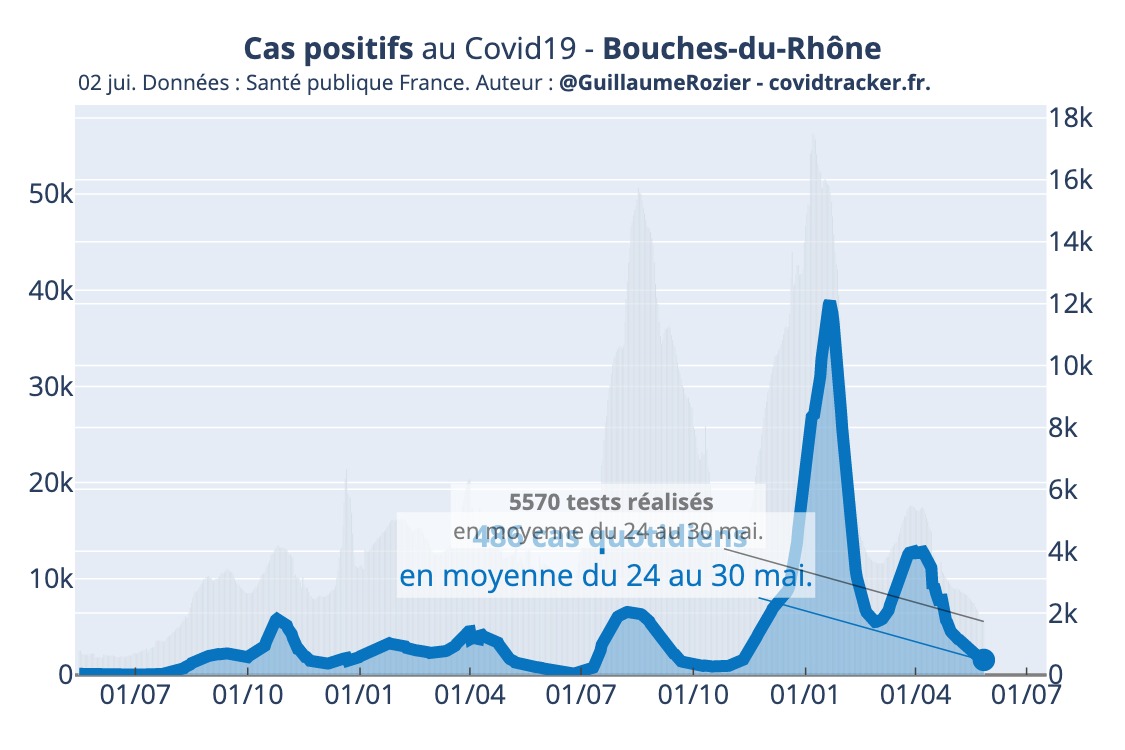 Cas positifs au Covid19 - Bouches-du-Rhône
02 jui. Données : Santé publique France. Auteur : @GuillaumeRozier - covidtracker.fr.
18k
16k
14k
12k
10k
8k
6k
4k
2k
0
50k
40k
30k
20k
10k
0
5570 tests réalisés
en moyenne du 24 au 30 mai.
486 cas quotidiens
en moyenne du 24 au 30 mai.
01/07 01/10 01/01 01/04 01/07 01/10 01/01 01/04 01/07